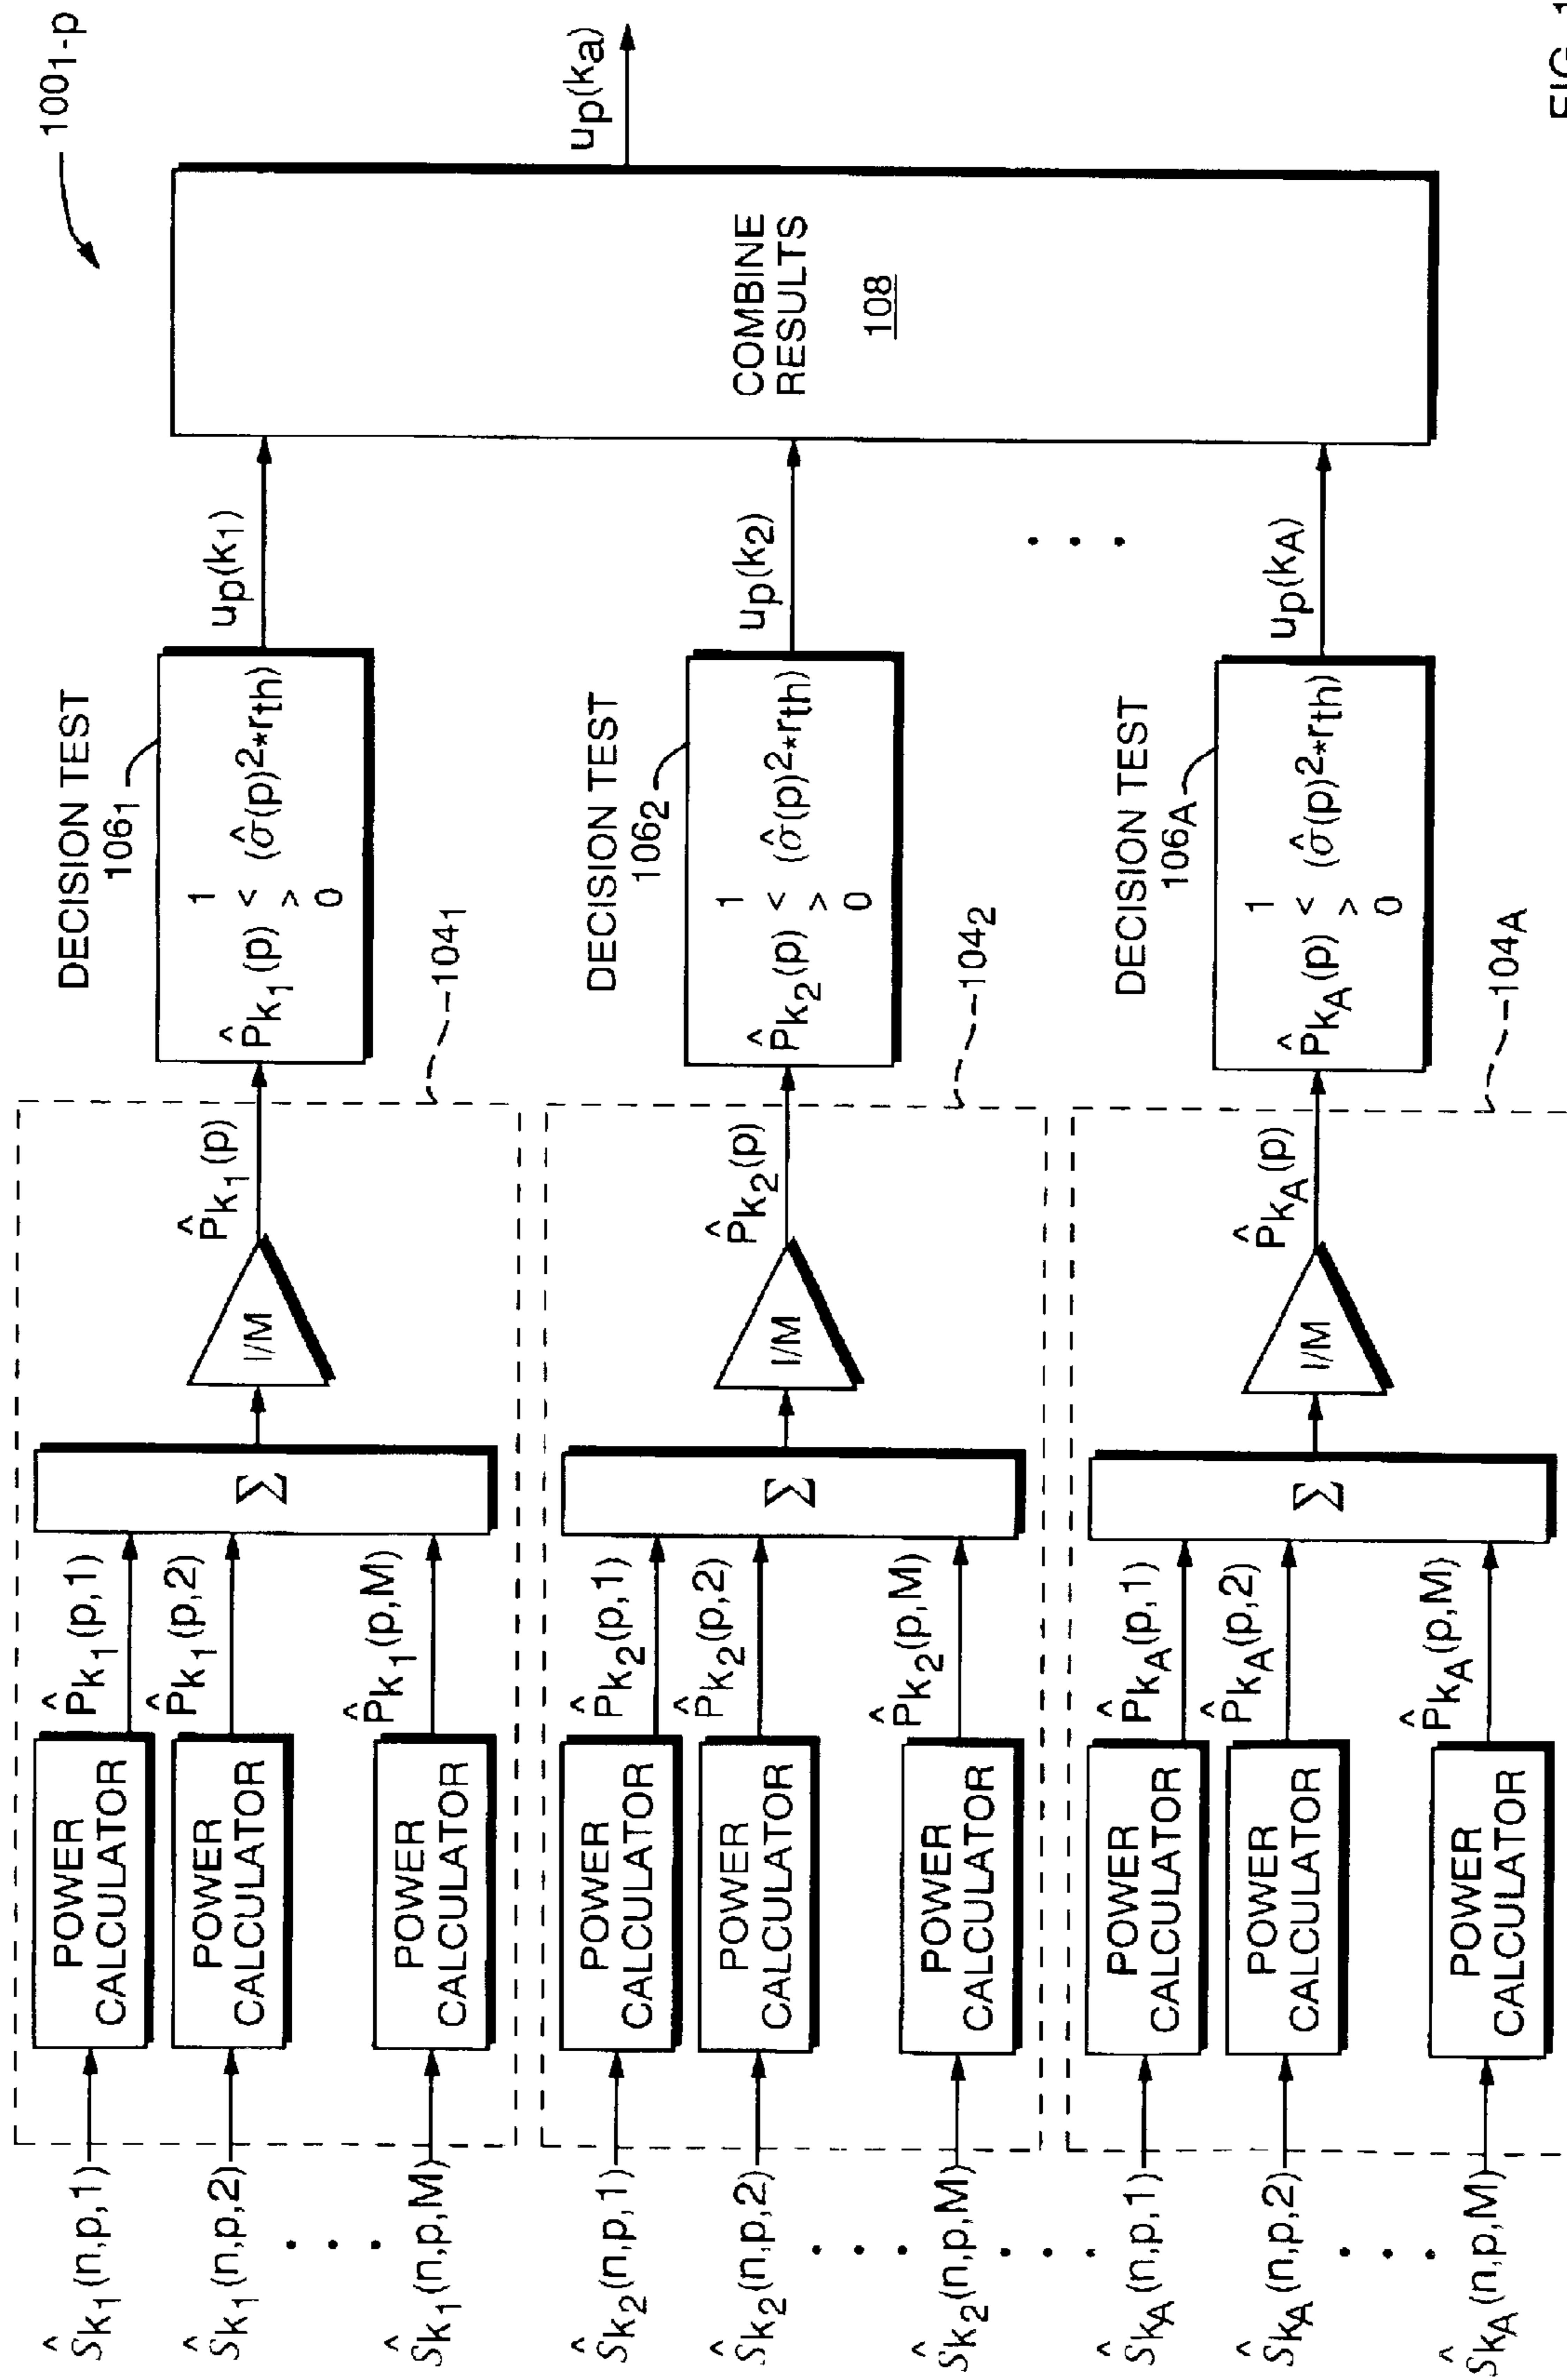 100₁₋ₚ
Ŝk₁(n,p,1)
POWER
CALCULATOR
P̂k₁(p,1)
Ŝk₁(n,p,2)
POWER
CALCULATOR
P̂k₁(p,2)
. . .
Ŝk₁(n,p,M)
POWER
CALCULATOR
P̂k₁(p,M)
Σ
I/M
P̂k₁(p)
104₁
DECISION TEST
106₁
1
P̂k₁(p) < (σ̂(p)²*rth)
>
0
up(k₁)
Ŝk₂(n,p,1)
POWER
CALCULATOR
P̂k₂(p,1)
Ŝk₂(n,p,2)
POWER
CALCULATOR
P̂k₂(p,2)
. . .
Ŝk₂(n,p,M)
POWER
CALCULATOR
P̂k₂(p,M)
Σ
I/M
P̂k₂(p)
104₂
DECISION TEST
106₂
1
P̂k₂(p) < (σ̂(p)²*rth)
>
0
up(k₂)
. . .
. . .
ŜkA(n,p,1)
POWER
CALCULATOR
P̂kA(p,1)
ŜkA(n,p,2)
POWER
CALCULATOR
P̂kA(p,2)
. . .
ŜkA(n,p,M)
POWER
CALCULATOR
P̂kA(p,M)
Σ
I/M
P̂kA(p)
104A
DECISION TEST
106A
1
P̂kA(p) < (σ̂(p)²*rth)
>
0
up(kA)
COMBINE
RESULTS
108
up(ka)
FIG. 1